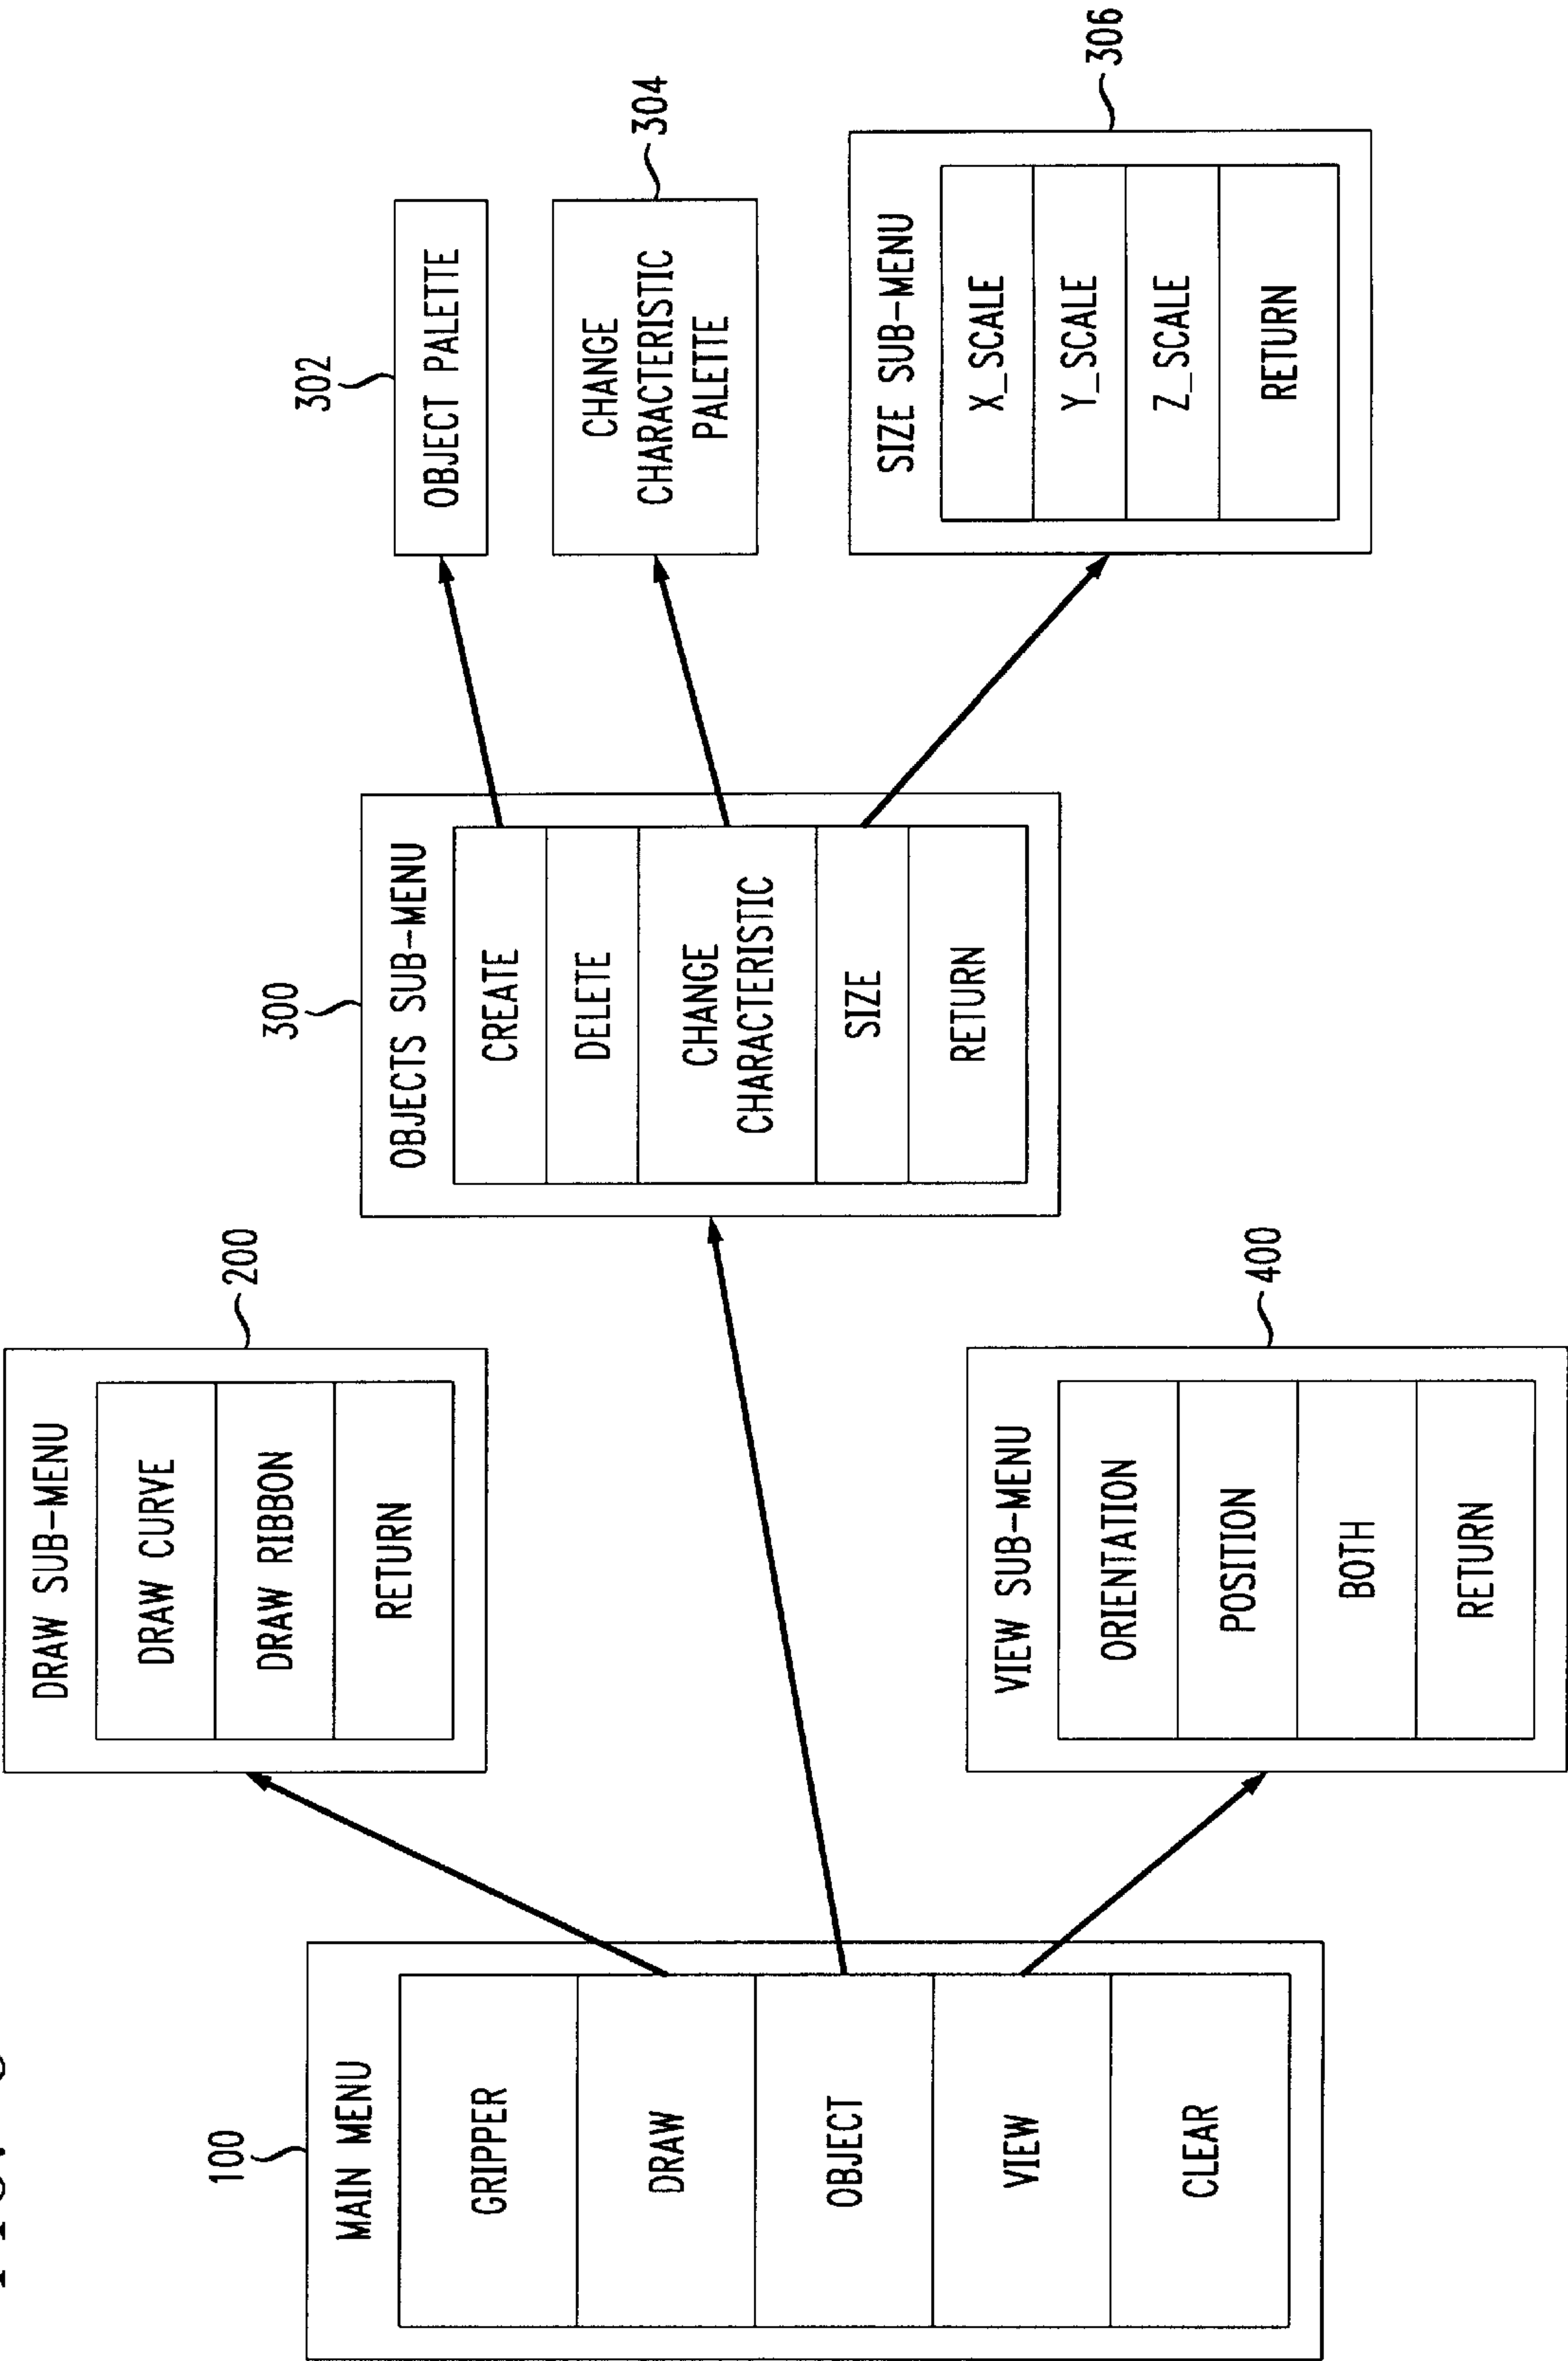 100
MAIN MENU
GRIPPER
DRAW
OBJECT
VIEW
CLEAR
200
DRAW SUB-MENU
DRAW CURVE
DRAW RIBBON
RETURN
300
OBJECTS SUB-MENU
CREATE
DELETE
CHANGE
CHARACTERISTIC
SIZE
RETURN
400
VIEW SUB-MENU
ORIENTATION
POSITION
BOTH
RETURN
302
OBJECT PALETTE
304
CHANGE
CHARACTERISTIC
PALETTE
306
SIZE SUB-MENU
X_SCALE
Y_SCALE
Z_SCALE
RETURN